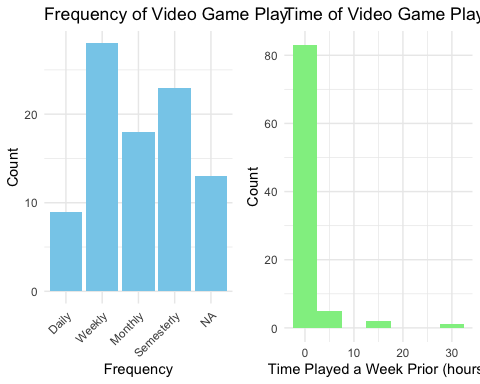 Frequency of Video Game Play
Time of Video Game Play
Count
20
10
0
Daily
Weekly
Monthly
Semesterly
NA
Frequency
Count
80
60
40
20
0
0
10
20
30
Time Played a Week Prior (hours